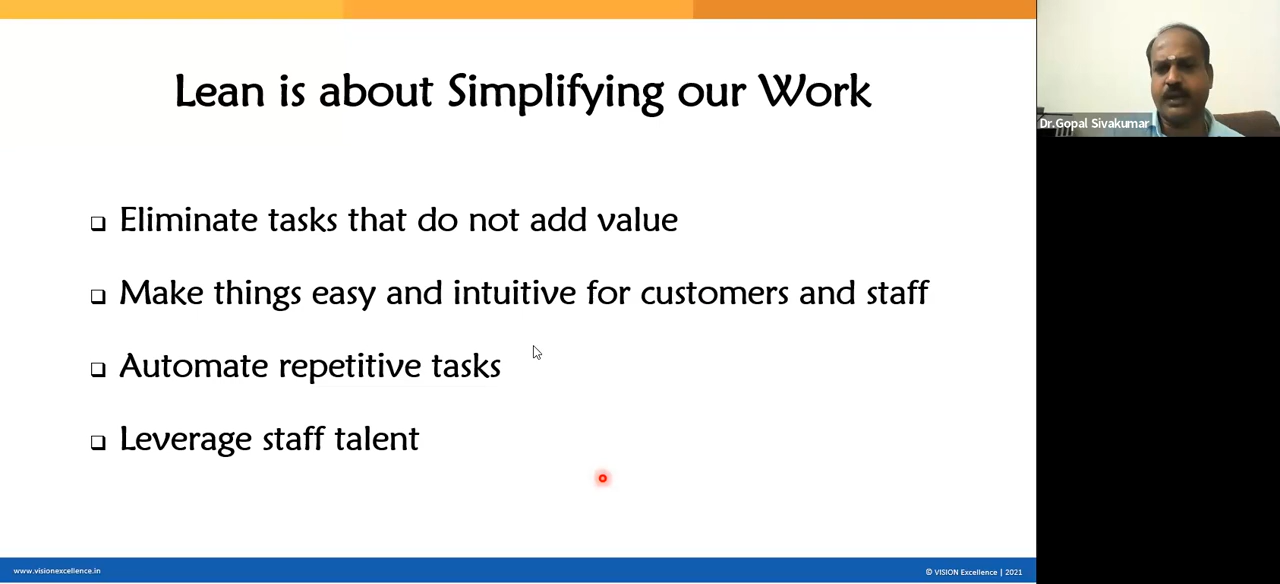 Lean is about Simplifying our Work
Dr.Gopal Sivakumar
Eliminate tasks that do not add value
Make things easy and intuitive for customers and staff
Automate repetitive tasks
Leverage staff talent
www.visionexcellence.in
© VISION Excellence | 2021